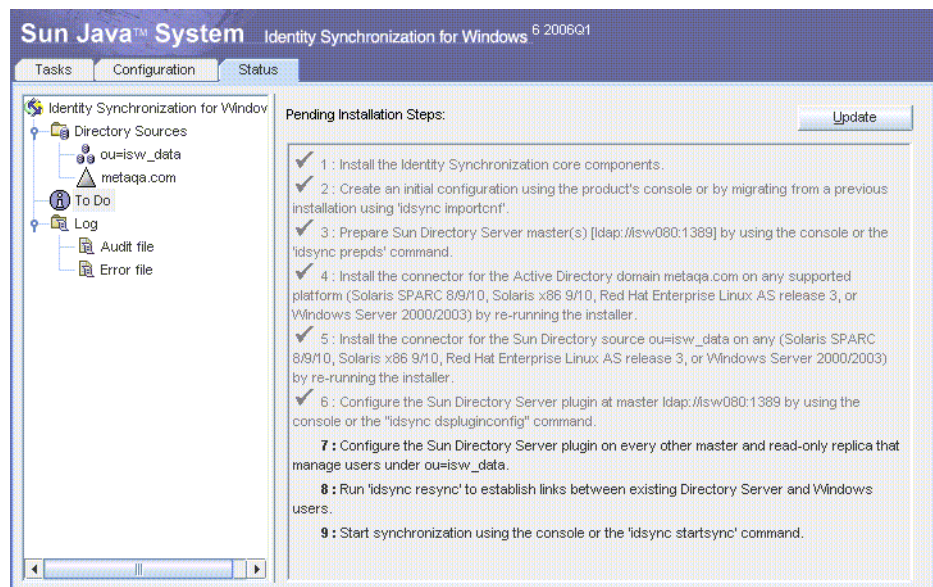 Sun Java™ System Identity Synchronization for Windows 6 2006Q1
Tasks Configuration Status
Identity Synchronization for Windov
Directory Sources
ou=isw_data
metaqa.com
To Do
Log
Audit file
Error file
Pending Installation Steps:
Update
1 : Install the Identity Synchronization core components.
2 : Create an initial configuration using the product's console or by migrating from a previous
installation using 'idsync importcnf'.
3 : Prepare Sun Directory Server master(s) [ldap://isw080:1389] by using the console or the
'idsync prepds' command.
4 : Install the connector for the Active Directory domain metaqa.com on any supported
platform (Solaris SPARC 8/9/10, Solaris x86 9/10, Red Hat Enterprise Linux AS release 3, or
Windows Server 2000/2003) by re-running the installer.
5 : Install the connector for the Sun Directory source ou=isw_data on any (Solaris SPARC
8/9/10, Solaris x86 9/10, Red Hat Enterprise Linux AS release 3, or Windows Server 2000/2003)
by re-running the installer.
6 : Configure the Sun Directory Server plugin at master ldap://isw080:1389 by using the
console or the "idsync dspluginconfig" command.
7 : Configure the Sun Directory Server plugin on every other master and read-only replica that
manage users under ou=isw_data.
8 : Run 'idsync resync' to establish links between existing Directory Server and Windows
users.
9 : Start synchronization using the console or the 'idsync startsync' command.